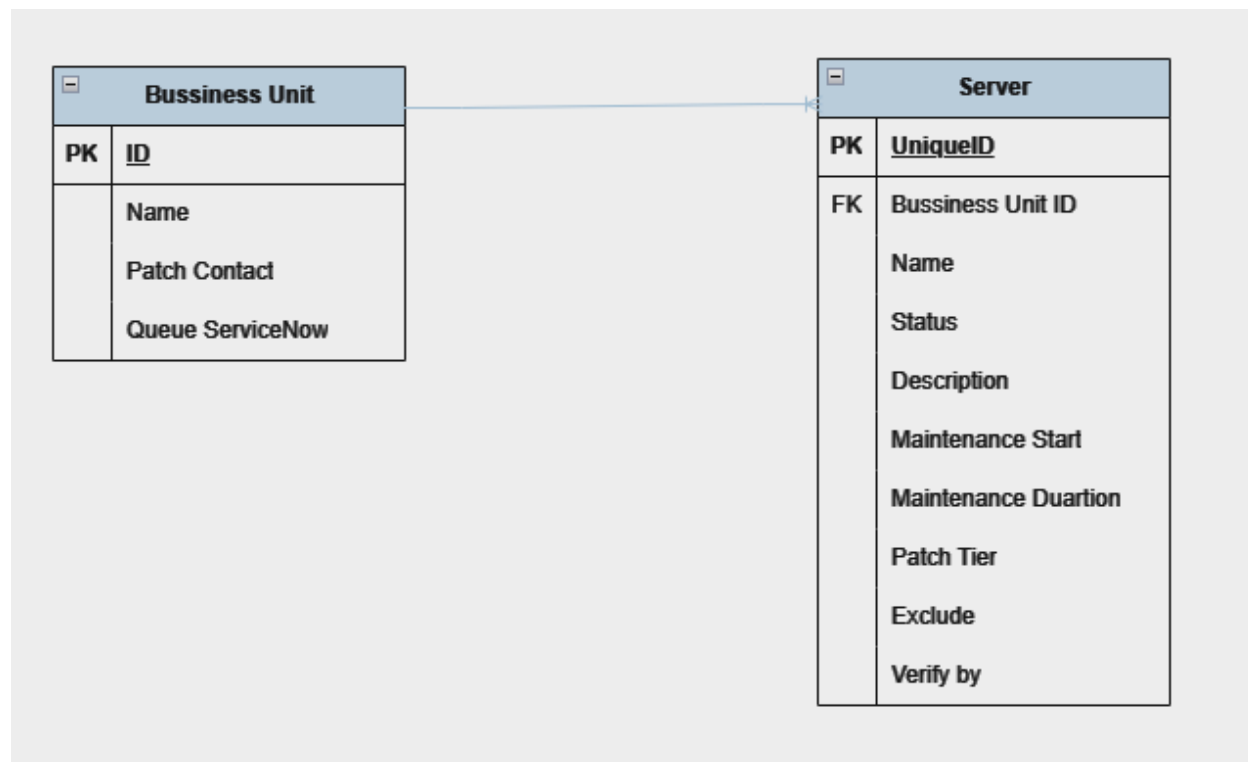 Bussiness Unit
PK ID
Name
Patch Contact
Queue ServiceNow
Server
PK UniqueID
FK Bussiness Unit ID
Name
Status
Description
Maintenance Start
Maintenance Duartion
Patch Tier
Exclude
Verify by